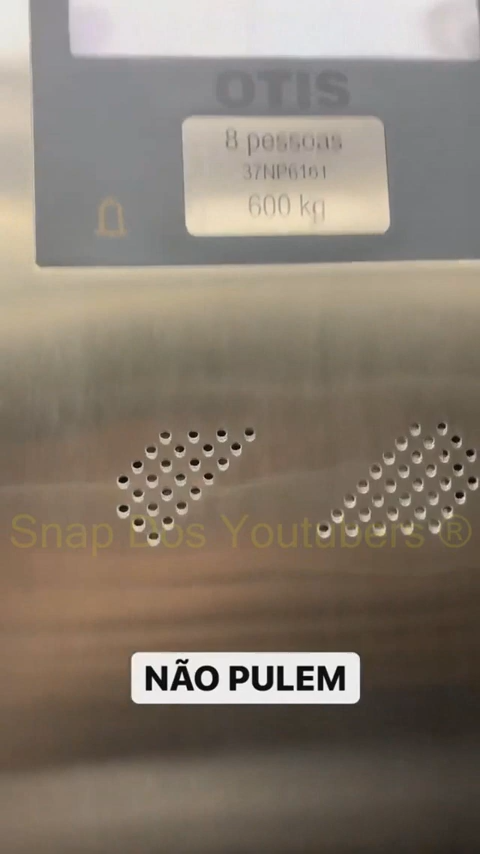 OTIS
8 pessoas
37NP6161
600 kg
Snap Dos Youtubers ®
NÃO PULEM